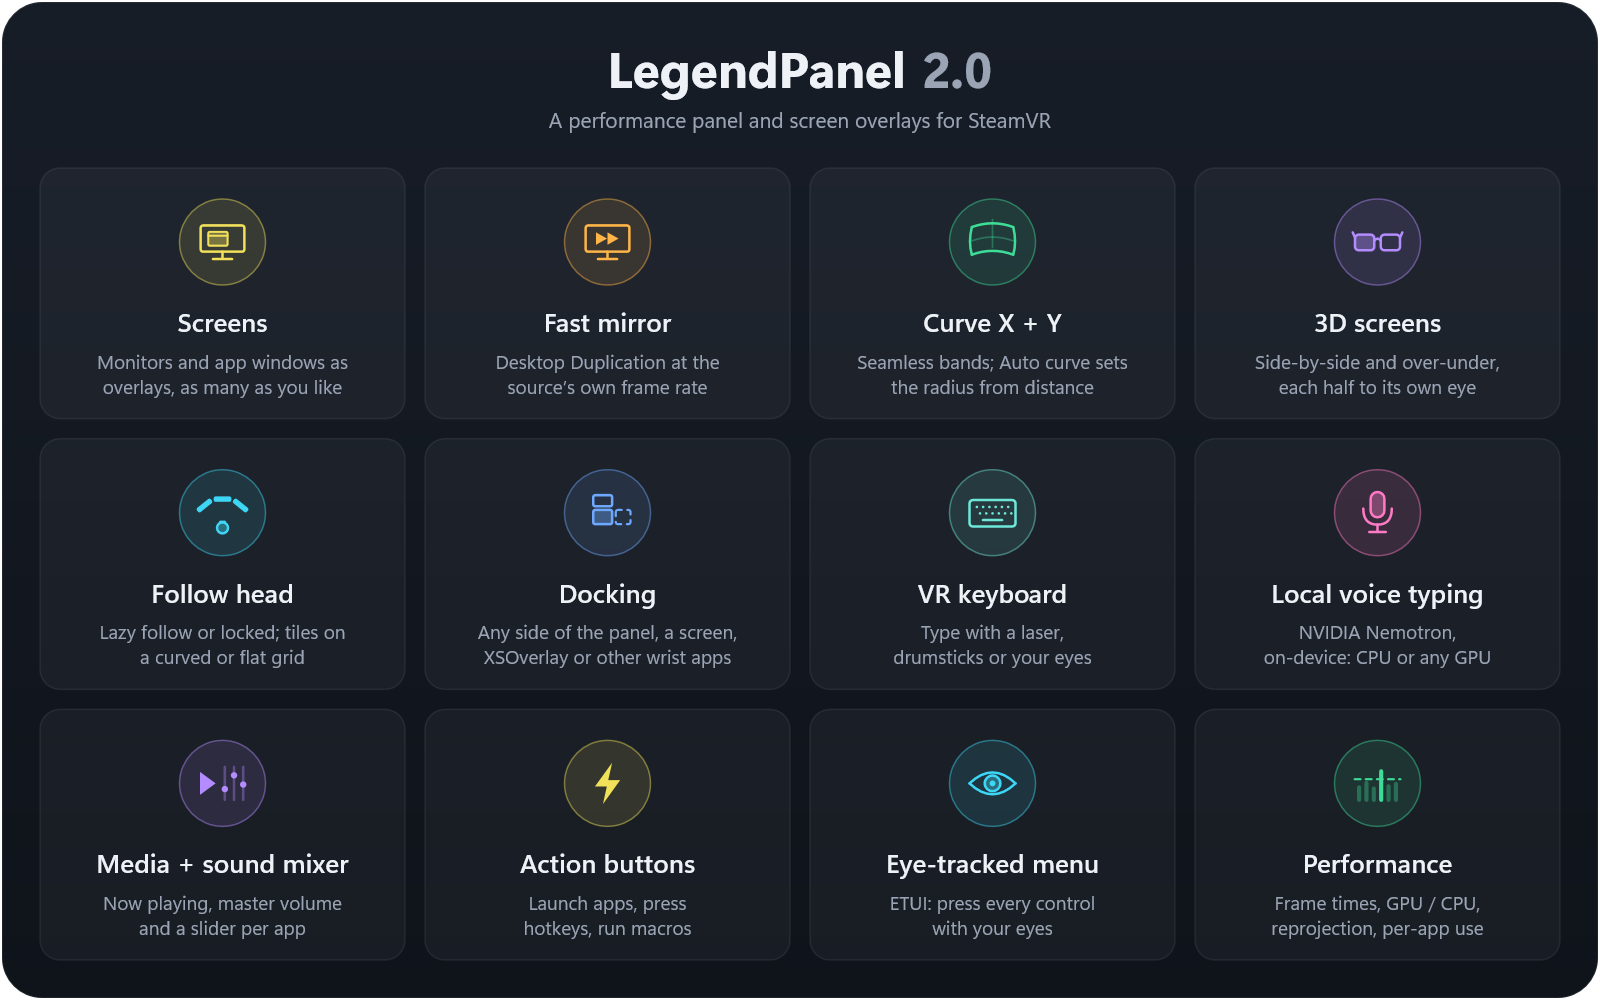 LegendPanel 2.0
A performance panel and screen overlays for SteamVR
Screens
Monitors and app windows as
overlays, as many as you like
Fast mirror
Desktop Duplication at the
source’s own frame rate
Curve X + Y
Seamless bands; Auto curve sets
the radius from distance
3D screens
Side-by-side and over-under,
each half to its own eye
Follow head
Lazy follow or locked; tiles on
a curved or flat grid
Docking
Any side of the panel, a screen,
XSOverlay or other wrist apps
VR keyboard
Type with a laser,
drumsticks or your eyes
Local voice typing
NVIDIA Nemotron,
on-device: CPU or any GPU
Media + sound mixer
Now playing, master volume
and a slider per app
Action buttons
Launch apps, press
hotkeys, run macros
Eye-tracked menu
ETUI: press every control
with your eyes
Performance
Frame times, GPU / CPU,
reprojection, per-app use